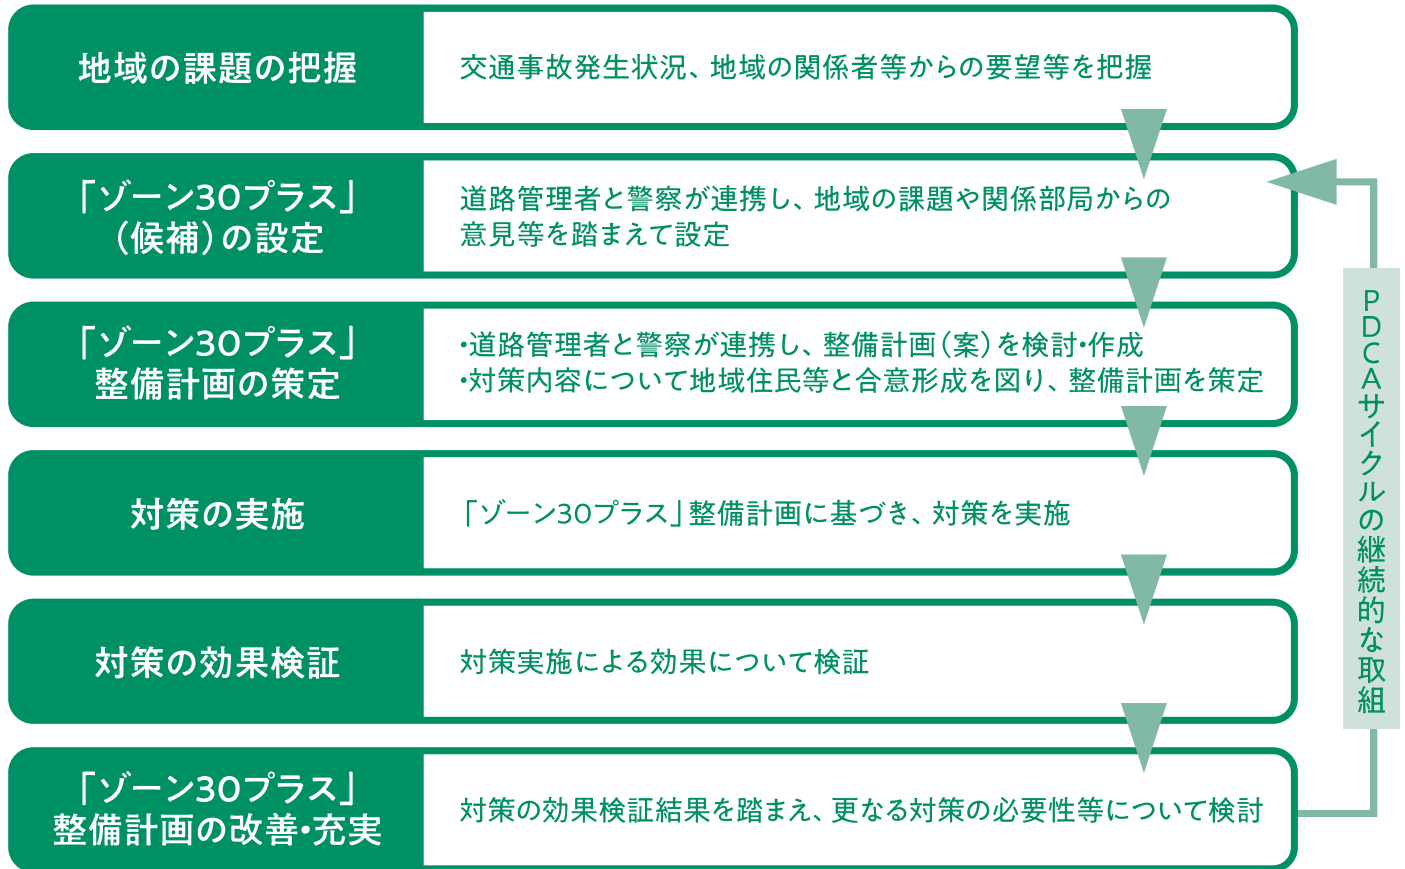 地域の課題の把握
交通事故発生状況、地域の関係者等からの要望等を把握
「ゾーン30プラス」
（候補）の設定
道路管理者と警察が連携し、地域の課題や関係部局からの
意見等を踏まえて設定
「ゾーン30プラス」
整備計画の策定
・道路管理者と警察が連携し、整備計画（案）を検討・作成
・対策内容について地域住民等と合意形成を図り、整備計画を策定
対策の実施
「ゾーン30プラス」整備計画に基づき、対策を実施
対策の効果検証
対策実施による効果について検証
「ゾーン30プラス」
整備計画の改善・充実
対策の効果検証結果を踏まえ、更なる対策の必要性等について検討
PDCAサイクルの継続的な取組